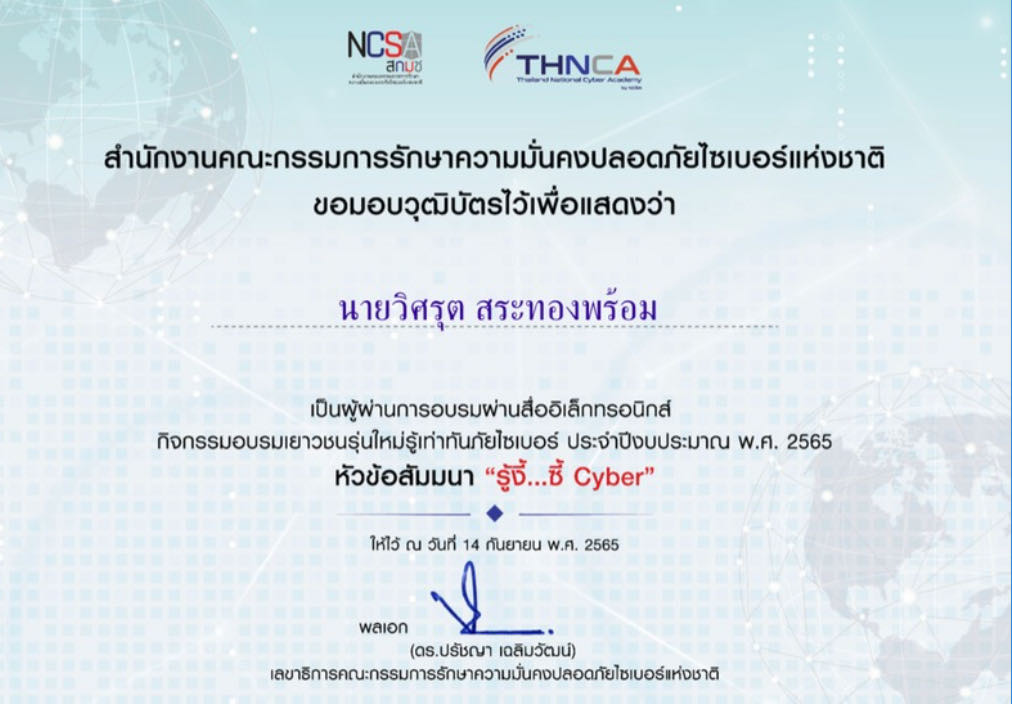 NCSA
สกมช
THNCA
Thailand National Cyber Academy
by NCSA
สำนักงานคณะกรรมการรักษาความมั่นคงปลอดภัยไซเบอร์แห่งชาติ
ขอมอบวุฒิบัตรไว้เพื่อแสดงว่า
นายวิศรุต สระทองพร้อม
เป็นผู้ผ่านการอบรมผ่านสื่ออิเล็กทรอนิกส์
กิจกรรมอบรมเยาวชนรุ่นใหม่รู้เท่าทันภัยไซเบอร์ ประจำปีงบประมาณ พ.ศ. 2565
หัวข้อสัมมนา “รู้งี้...ชี้ Cyber”
ให้ไว้ ณ วันที่ 14 กันยายน พ.ศ. 2565
พลเอก
(ดร.ปรัชญา เฉลิมวัฒน์)
เลขาธิการคณะกรรมการรักษาความมั่นคงปลอดภัยไซเบอร์แห่งชาติ